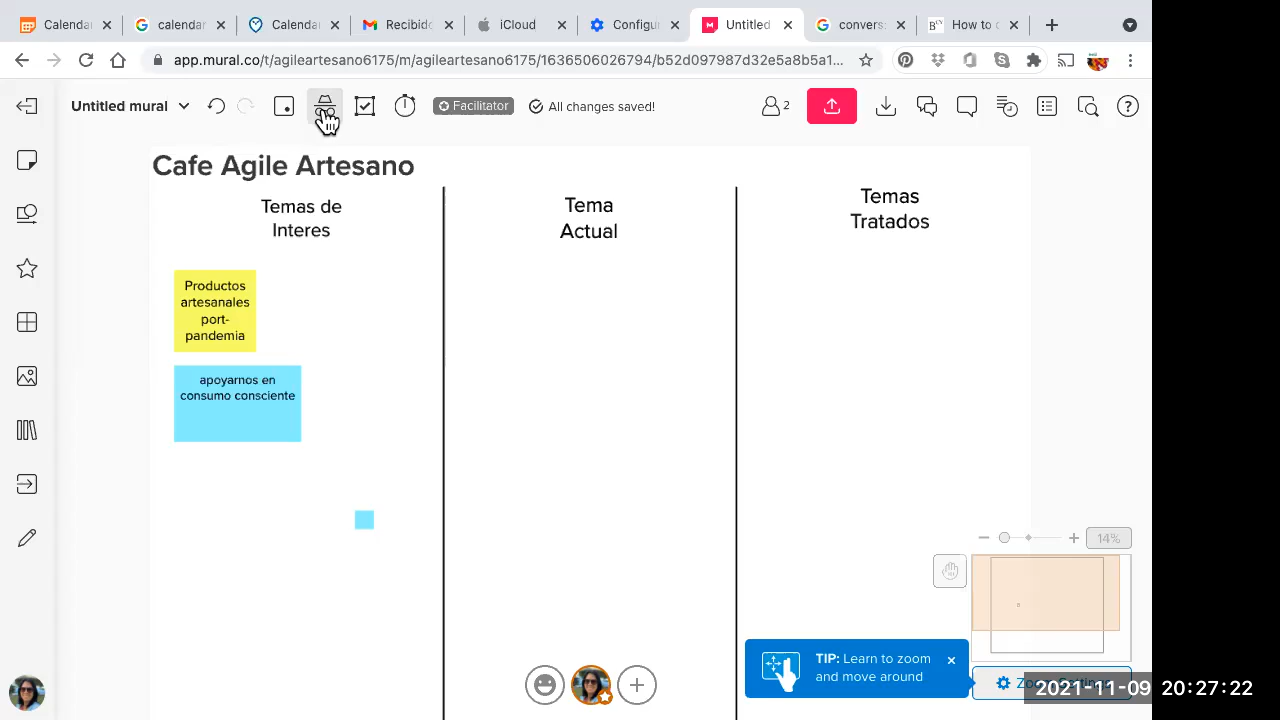 Calendar
calendar
Calendar
Recibido
iCloud
Configur
Untitled
convers
How to
app.mural.co/t/agileartesano6175/m/agileartesano6175/1636506026794/b52d097987d32e5a8b5a1...
Untitled mural
Facilitator
All changes saved!
2
Cafe Agile Artesano
Temas de
Interes
Tema
Actual
Temas
Tratados
Productos
artesanales
port-
pandemia
apoyarnos en
consumo consciente
14%
TIP: Learn to zoom
and move around
Zoom Settings
2021-11-09 20:27:22